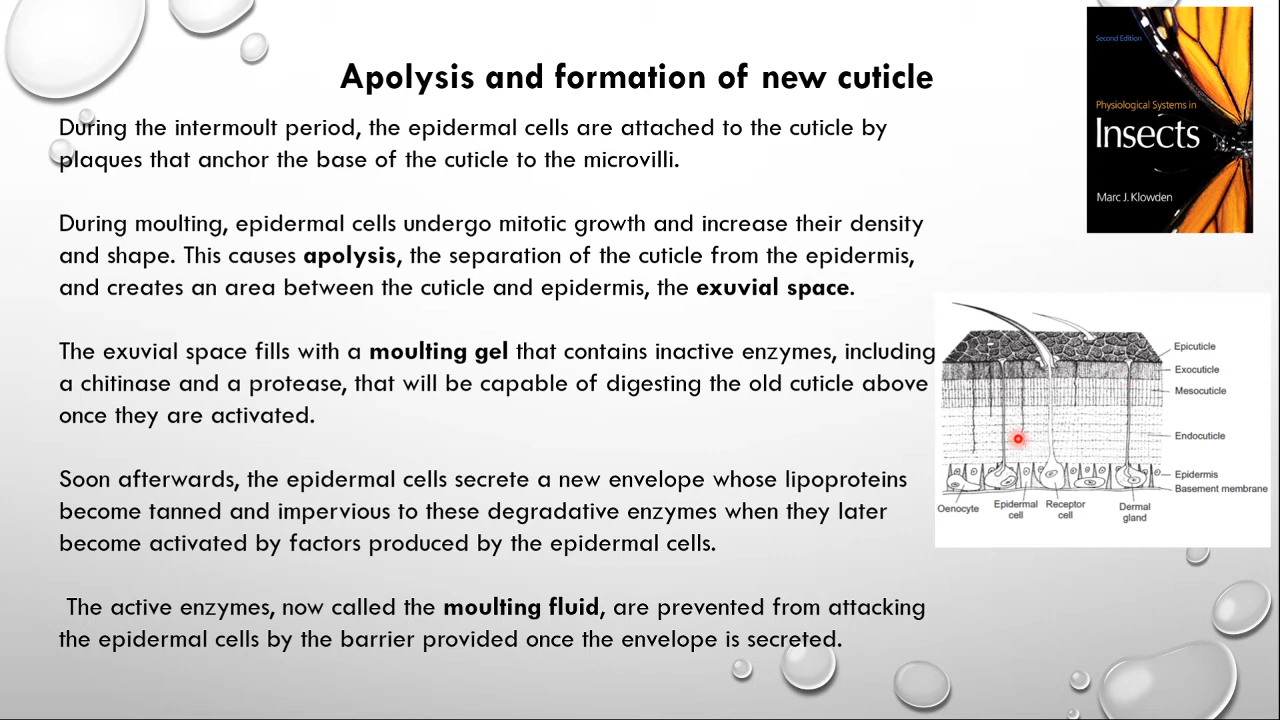 Apolysis and formation of new cuticle
During the intermoult period, the epidermal cells are attached to the cuticle by
plaques that anchor the base of the cuticle to the microvilli.
During moulting, epidermal cells undergo mitotic growth and increase their density
and shape. This causes apolysis, the separation of the cuticle from the epidermis,
and creates an area between the cuticle and epidermis, the exuvial space.
The exuvial space fills with a moulting gel that contains inactive enzymes, including
a chitinase and a protease, that will be capable of digesting the old cuticle above
once they are activated.
Soon afterwards, the epidermal cells secrete a new envelope whose lipoproteins
become tanned and impervious to these degradative enzymes when they later
become activated by factors produced by the epidermal cells.
The active enzymes, now called the moulting fluid, are prevented from attacking
the epidermal cells by the barrier provided once the envelope is secreted.
Second Edition
Physiological Systems in
Insects
Marc J. Klowden
Epicuticle
Exocuticle
Mesocuticle
Endocuticle
Epidermis
Basement membrane
Oenocyte
Epidermal
cell
Receptor
cell
Dermal
gland